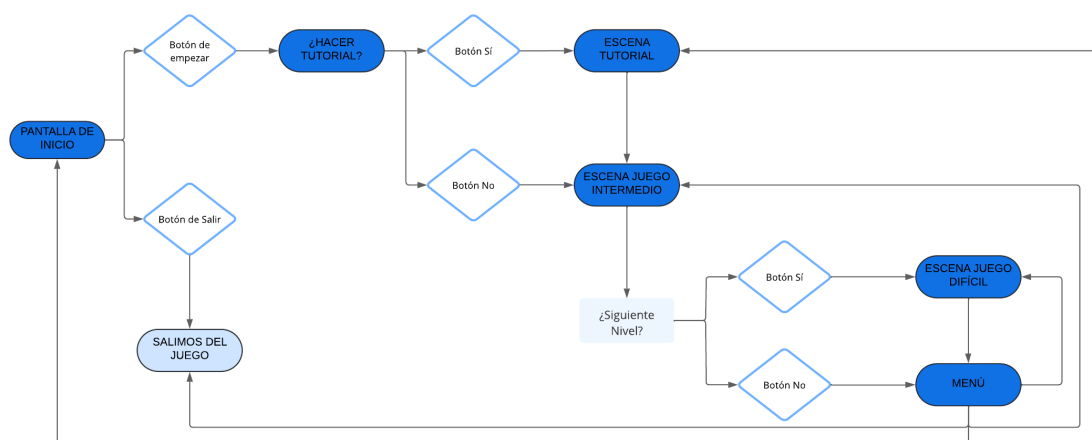 Botón de
empezar
¿HACER
TUTORIAL?
Botón Sí
ESCENA
TUTORIAL
PANTALLA DE
INICIO
Botón No
ESCENA JUEGO
INTERMEDIO
Botón de Salir
Botón Sí
ESCENA JUEGO
DIFÍCIL
¿Siguiente
Nivel?
SALIMOS DEL
JUEGO
Botón No
MENÚ